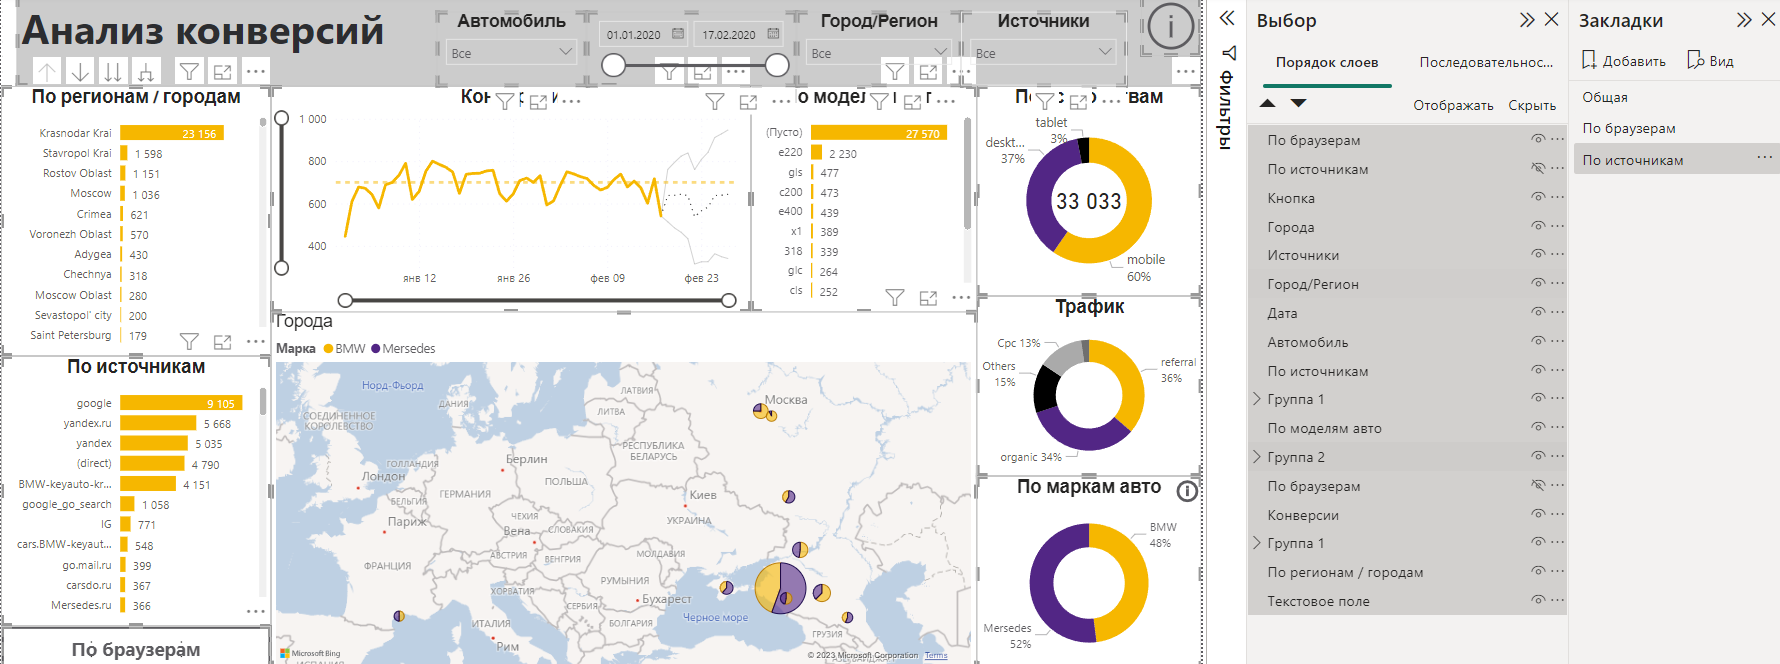 Анализ конверсий
Автомобиль
Все
01.01.2020
17.02.2020
Город/Регион
Все
Источники
Все
По регионам / городам
Krasnodar Krai 23 156
Stavropol Krai 1 598
Rostov Oblast 1 151
Moscow 1 036
Crimea 621
Voronezh Oblast 570
Adygea 430
Chechnya 318
Moscow Oblast 280
Sevastopol' city 200
Saint Petersburg 179
По источникам
google 9 105
yandex.ru 5 668
yandex 5 035
(direct) 4 790
BMW-keyauto-kr... 4 151
google_go_search 1 058
IG 771
cars.BMW-keyaut... 548
go.mail.ru 399
carsdo.ru 367
Mersedes.ru 366
По браузерам
1 000
800
600
400
янв 12
янв 26
фев 09
фев 23
(Пусто) 27 570
e220 2 230
gls 477
c200 473
e400 439
x1 389
318 339
glc 264
cls 252
Города
Марка BMW Mersedes
Норд-Фьорд
ДАНИЯ
ЛАТВИЯ
ЛИТВА
Москва
СОЕДИНЕННОЕ
КОРОЛЕВСТВО
РЕСПУБЛИКА
БЕЛАРУСЬ
Берлин
ГОЛЛАНДИЯ
Лондон
ПОЛЬША
БЕЛЬГИЯ
ГЕРМАНИЯ
Киев
Париж
ЧЕХИЯ
УКРАИНА
Вена
СЛОВАКИЯ
АВСТРИЯ
ВЕНГРИЯ
МОЛДАВИЯ
ФРАНЦИЯ
РУМЫНИЯ
ХОРВАТИЯ
Бухарест
СЕРБИЯ
Черное море
ИТАЛИЯ
БОЛГАРИЯ
ГРУЗИЯ
Рим
Microsoft Bing
© 2023 Microsoft Corporation Terms
tablet
3%
deskt...
37%
33 033
mobile
60%
Трафик
Cpc 13%
Others
15%
referral
36%
organic 34%
По маркам авто
BMW
48%
Mersedes
52%
Фильтры
Выбор
Порядок слоев
Последовательнос...
Отображать Скрыть
По браузерам
По источникам
Кнопка
Города
Источники
Город/Регион
Дата
Автомобиль
По источникам
Группа 1
По моделям авто
Группа 2
По браузерам
Конверсии
Группа 1
По регионам / городам
Текстовое поле
Закладки
Добавить Вид
Общая
По браузерам
По источникам